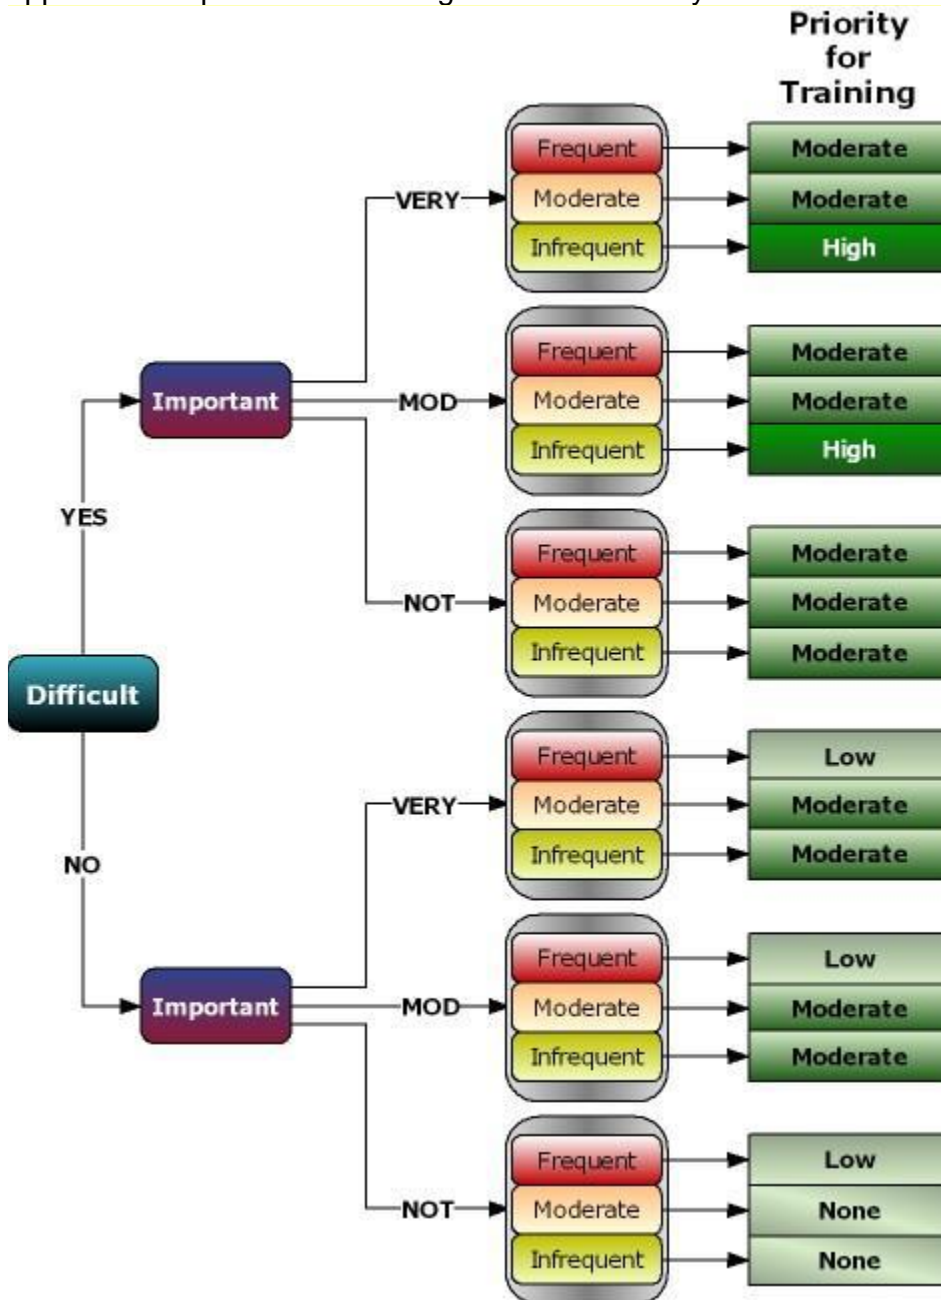 Priority
for
Training
Frequent Moderate
VERY Moderate Moderate
Infrequent High
Frequent Moderate
Important MOD Moderate Moderate
Infrequent High
YES
Frequent Moderate
NOT Moderate Moderate
Infrequent Moderate
Difficult
Frequent Low
VERY Moderate Moderate
Infrequent Moderate
NO
Frequent Low
Important MOD Moderate Moderate
Infrequent Moderate
Frequent Low
NOT Moderate None
Infrequent None